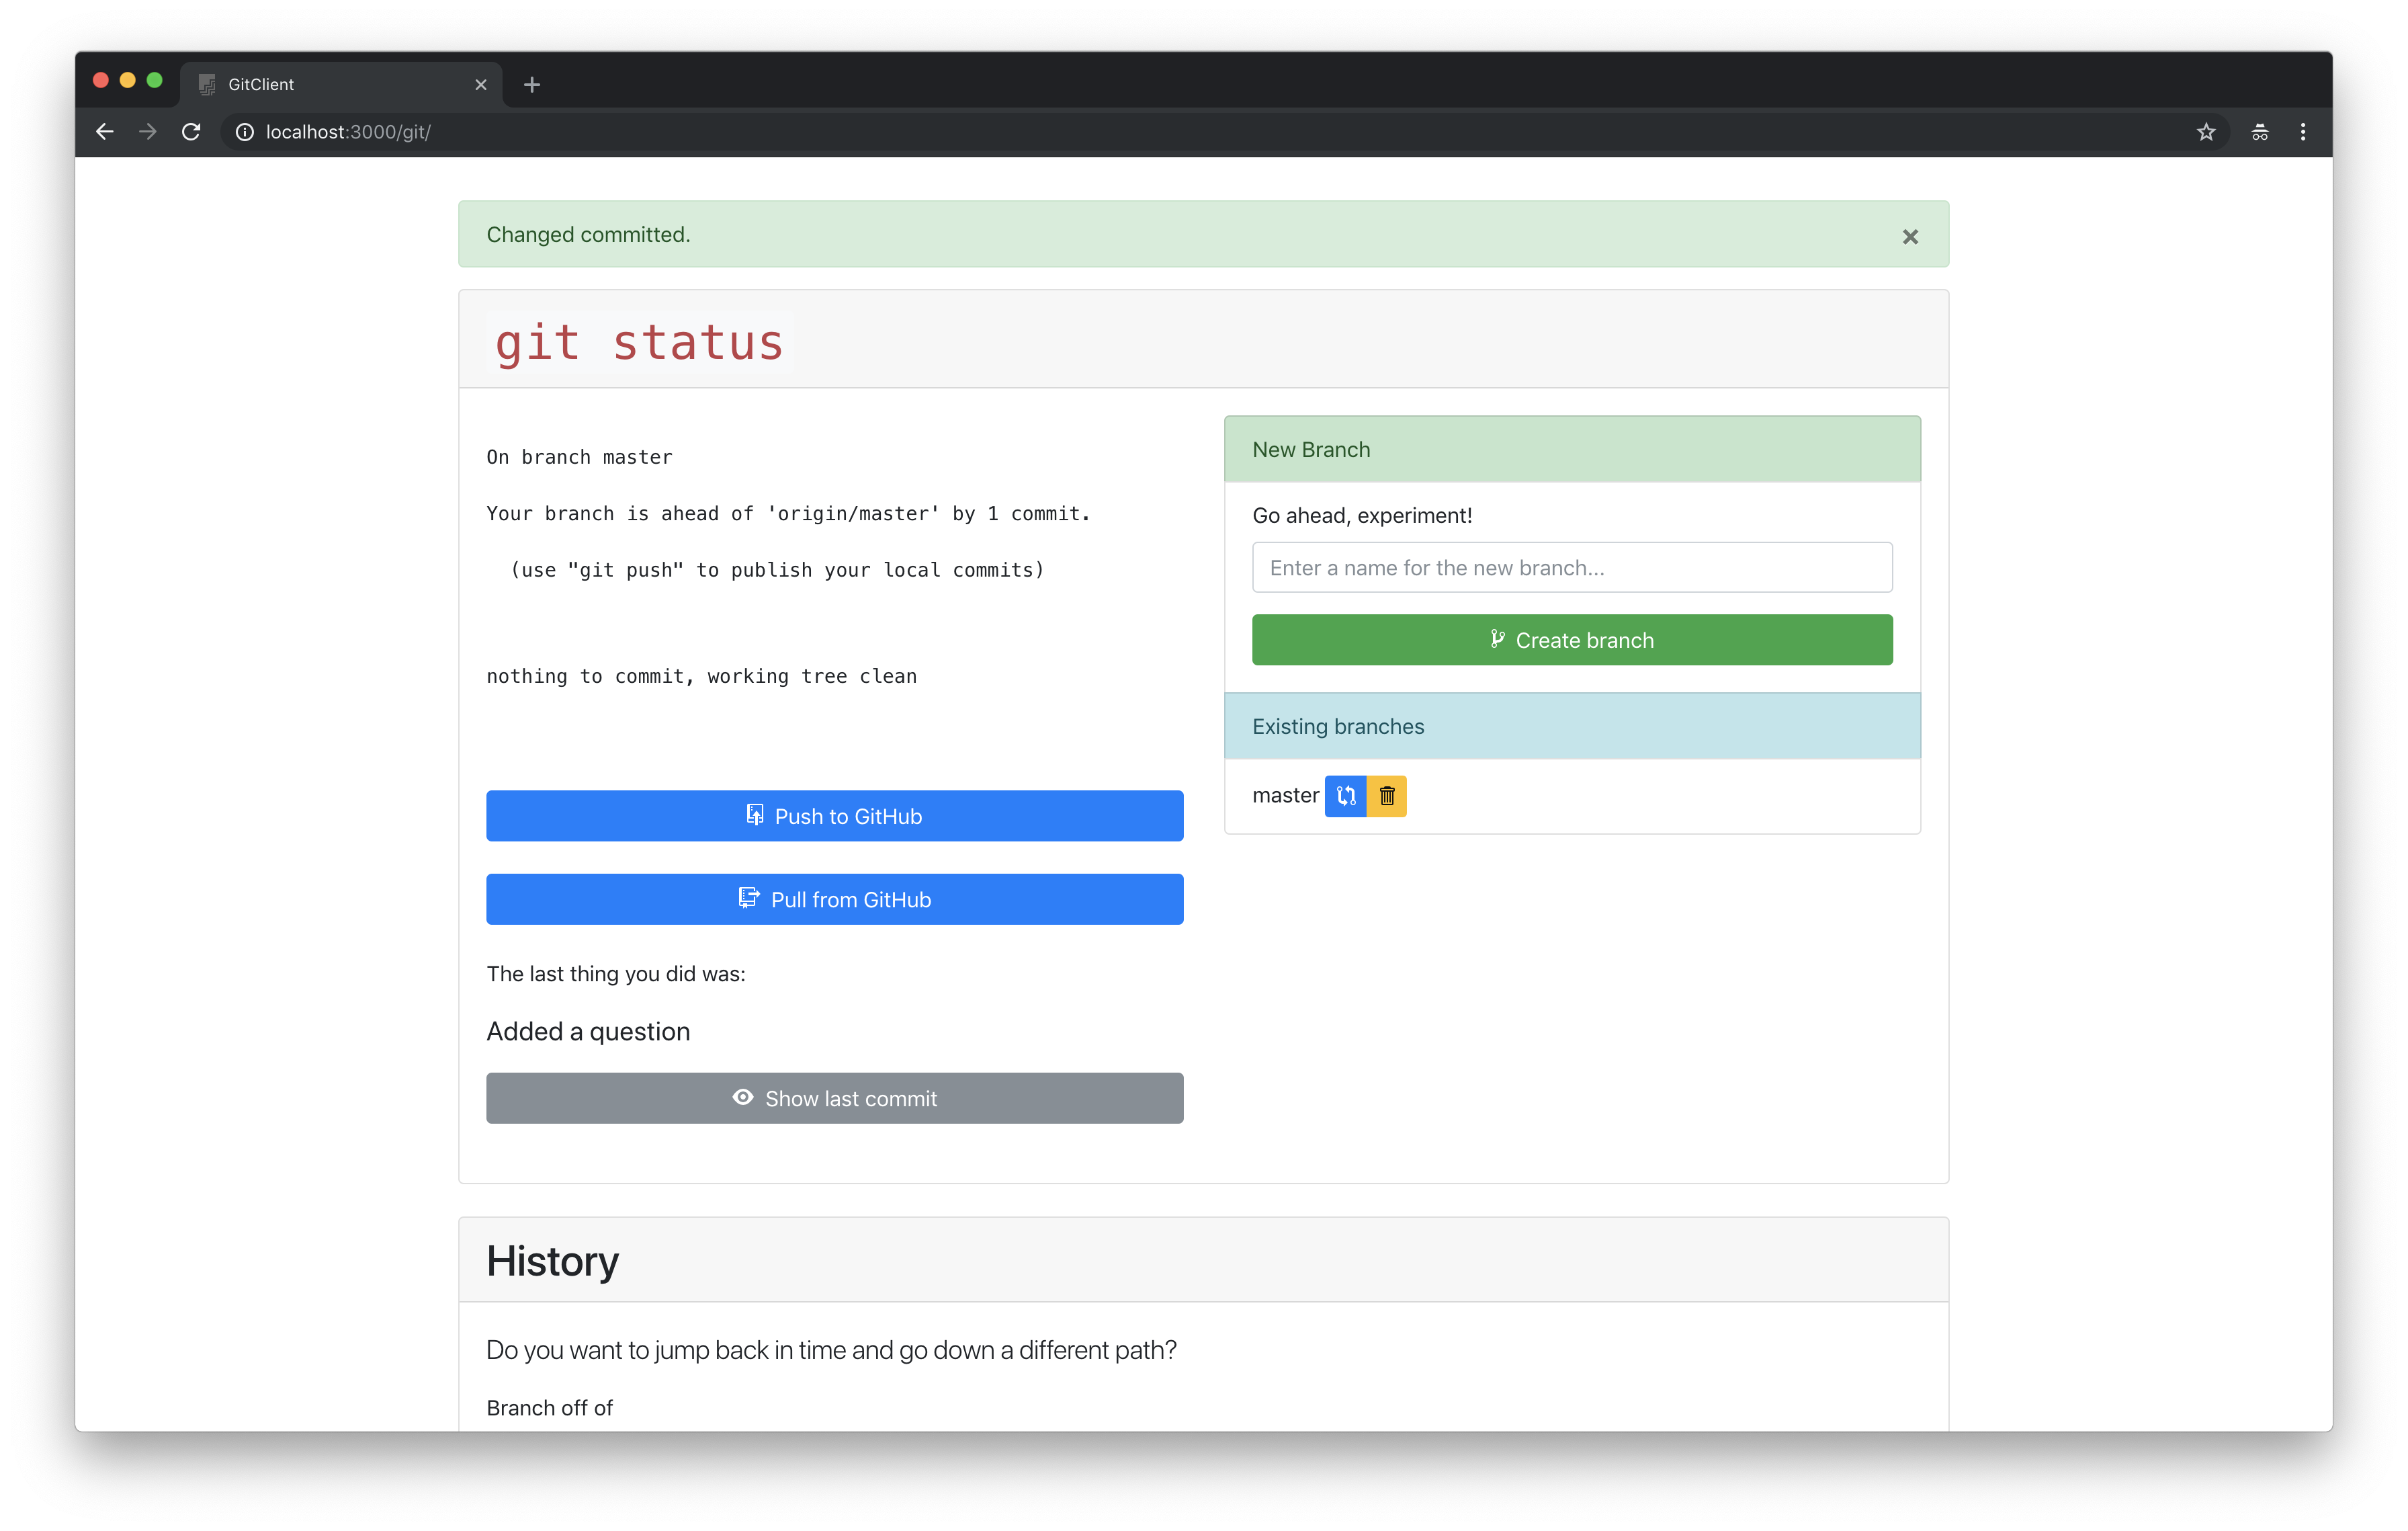 GitClient
localhost:3000/git/
Changed committed.
git status
On branch master
Your branch is ahead of 'origin/master' by 1 commit.
(use "git push" to publish your local commits)
nothing to commit, working tree clean
Push to GitHub
Pull from GitHub
The last thing you did was:
Added a question
Show last commit
New Branch
Go ahead, experiment!
Enter a name for the new branch...
Create branch
Existing branches
master
History
Do you want to jump back in time and go down a different path?
Branch off of